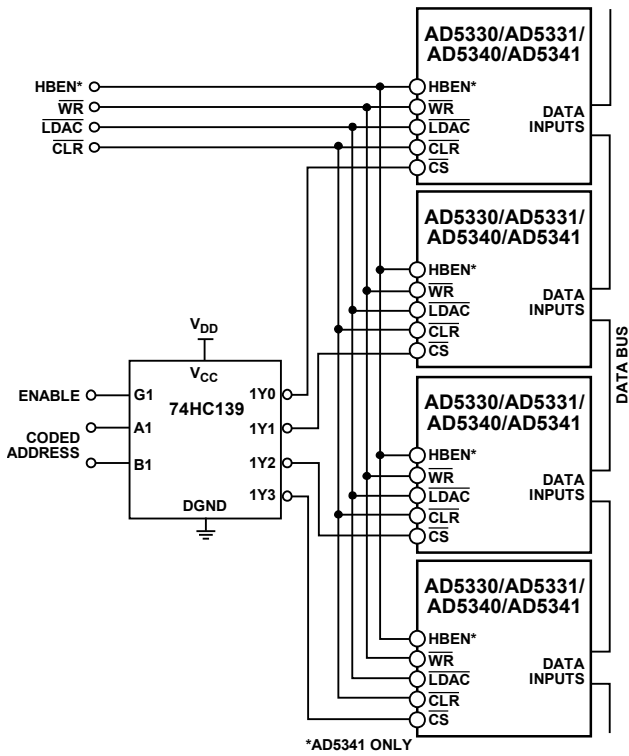 AD5330/AD5331/
AD5340/AD5341
HBEN*
WR
LDAC
CLR
HBEN*
WR
LDAC
CLR
CS
DATA
INPUTS
AD5330/AD5331/
AD5340/AD5341
HBEN*
WR
LDAC
CLR
CS
DATA
INPUTS
DATA BUS
VDD
VCC
74HC139
ENABLE
CODED
ADDRESS
G1
A1
B1
1Y0
1Y1
1Y2
1Y3
DGND
AD5330/AD5331/
AD5340/AD5341
HBEN*
WR
LDAC
CLR
CS
DATA
INPUTS
AD5330/AD5331/
AD5340/AD5341
HBEN*
WR
LDAC
CLR
CS
DATA
INPUTS
*AD5341 ONLY